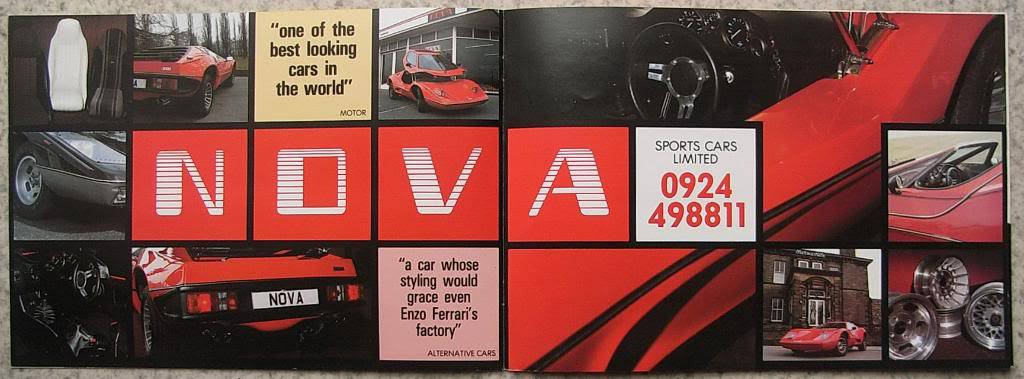 "one of the
best looking
cars in
the world"
MOTOR
NOVA
SPORTS CARS
LIMITED
0924
498811
NOVA
"a car whose
styling would
grace even
Enzo Ferrari's
factory"
ALTERNATIVE CARS